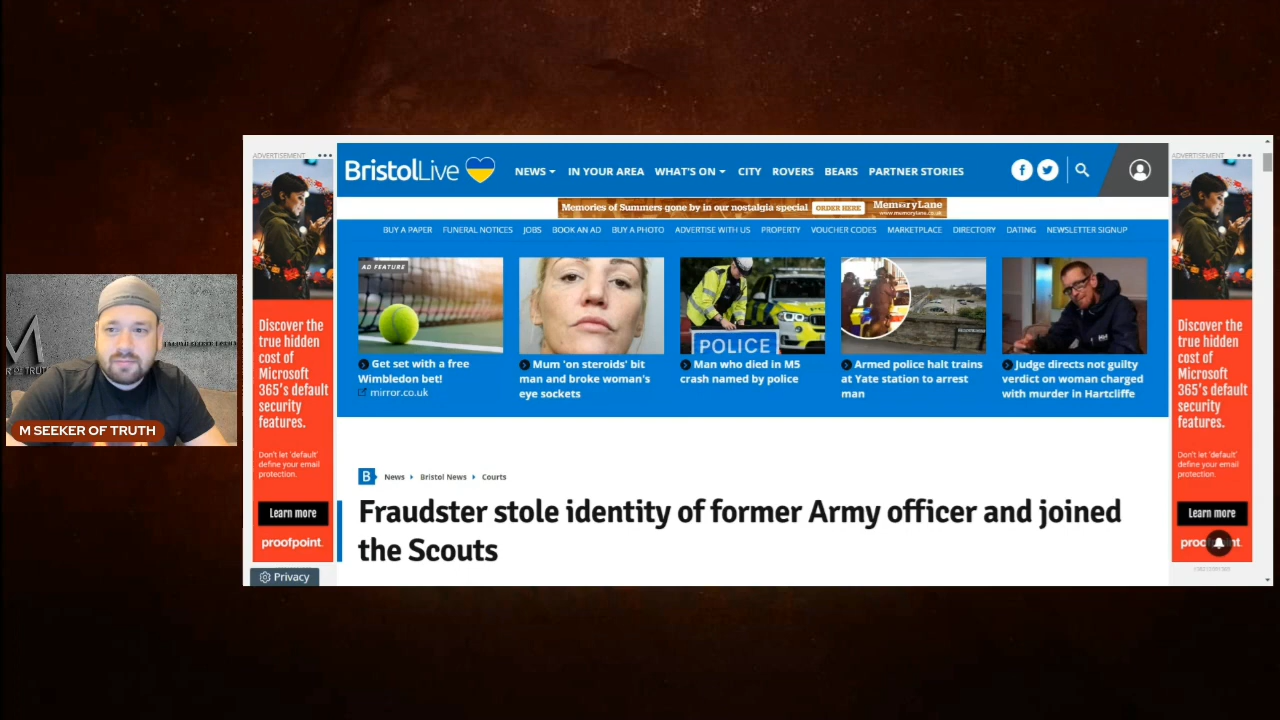 BristolLive
NEWS
IN YOUR AREA
WHAT'S ON
CITY
ROVERS
BEARS
PARTNER STORIES
Memories of Summers gone by in our nostalgia special
ORDER HERE
MemoryLane
www.memorylane.co.uk
BUY A PAPER
FUNERAL NOTICES
JOBS
BOOK AN AD
BUY A PHOTO
ADVERTISE WITH US
PROPERTY
VOUCHER CODES
MARKETPLACE
DIRECTORY
DATING
NEWSLETTER SIGNUP
AD FEATURE
Get set with a free
Wimbledon bet!
mirror.co.uk
Mum 'on steroids' bit
man and broke woman's
eye sockets
POLICE
Man who died in M5
crash named by police
Armed police halt trains
at Yate station to arrest
man
Judge directs not guilty
verdict on woman charged
with murder in Hartcliffe
B
News
Bristol News
Courts
Fraudster stole identity of former Army officer and joined
the Scouts
ADVERTISEMENT
Discover the
true hidden
cost of
Microsoft
365's default
security
features.
Don't let 'default'
define your email
protection.
Learn more
proofpoint.
Privacy
ADVERTISEMENT
Discover the
true hidden
cost of
Microsoft
365's default
security
features.
Don't let 'default'
define your email
protection.
Learn more
M SEEKER OF TRUTH